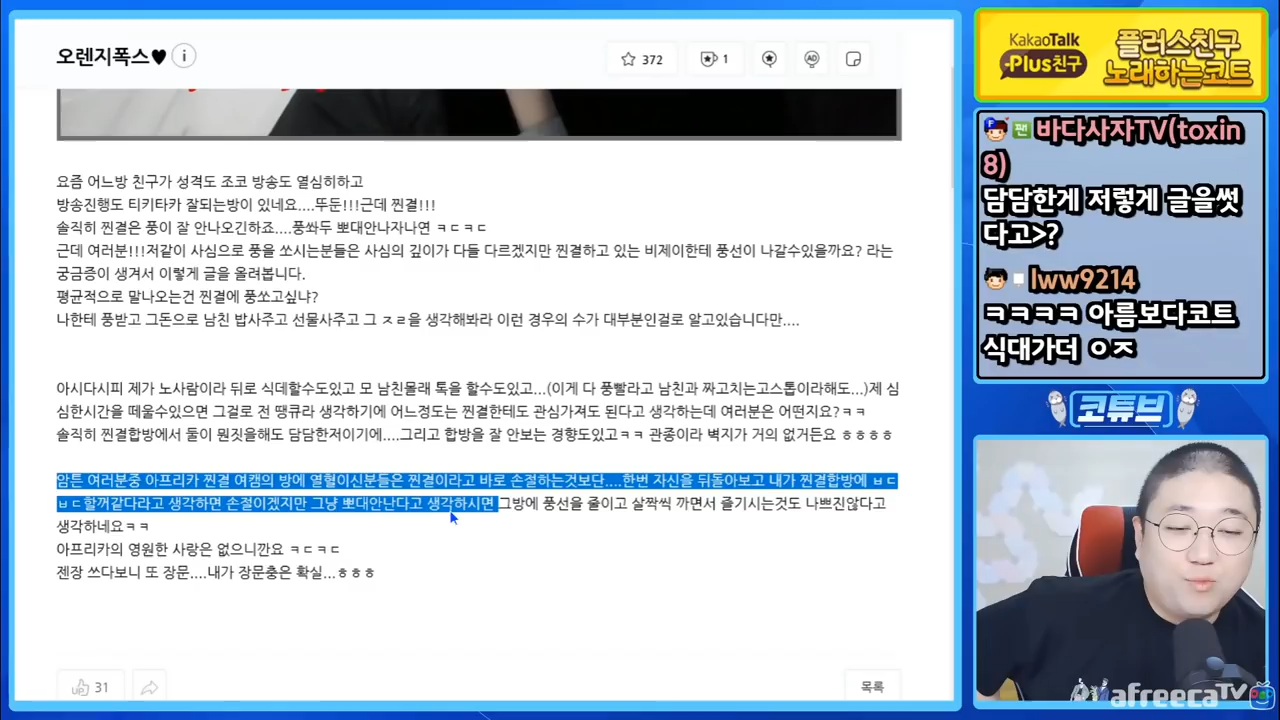 오렌지폭스♥
372
1
요즘 어느방 친구가 성격도 조코 방송도 열심히하고
방송진행도 티키타카 잘되는방이 있네요....뚜둔!!!근데 찐결!!!
솔직히 찐결은 풍이 잘 안나오긴하죠....풍쏴두 뽀대안나자나연 ㅋㄷㅋㄷ
근데 여러분!!!저같이 사심으로 풍을 쏘시는분들은 사심의 깊이가 다들 다르겠지만 찐결하고 있는 비제이한테 풍선이 나갈수있을까요? 라는
궁금증이 생겨서 이렇게 글을 올려봅니다.
평균적으로 말나오는건 찐결에 풍쏘고싶냐?
나한테 풍받고 그돈으로 남친 밥사주고 선물사주고 그 ㅈㄹ을 생각해봐라 이런 경우의 수가 대부분인걸로 알고있습니다만....
아시다시피 제가 노사람이라 뒤로 식데할수도있고 모 남친몰래 톡을 할수도있고...(이게 다 풍빨라고 남친과 짜고치는고스톱이라해도...)제 심
심한시간을 떼울수있으면 그걸로 전 땡큐라 생각하기에 어느정도는 찐결한테도 관심가져도 된다고 생각하는데 여러분은 어떤지요?ㅋㅋ
솔직히 찐결합방에서 둘이 뭔짓을해도 담담한저이기에....그리고 합방을 잘 안보는 경향도있고ㅋㅋ 관종이라 벽지가 거의 없거든요 ㅎㅎㅎㅎ
암튼 여러분중 아프리카 찐결 여캠의 방에 열혈이신분들은 찐결이라고 바로 손절하는것보단....한번 자신을 뒤돌아보고 내가 찐결합방에 ㅂㄷ
ㅂㄷ할꺼같다라고 생각하면 손절이겠지만 그냥 뽀대안난다고 생각하시면 그방에 풍선을 줄이고 살짝씩 까면서 즐기시는것도 나쁘진않다고
생각하네요ㅋㅋ
아프리카의 영원한 사랑은 없으니깐요 ㅋㄷㅋㄷ
젠장 쓰다보니 또 장문....내가 장문충은 확실...ㅎㅎㅎ
31
목록
KakaoTalk
Plus친구
플러스친구
노래하는코트
팬 바다사자TV(toxin
8)
담담한게 저렇게 글을썻
다고>?
lww9214
ㅋㅋㅋㅋ 아름보다코트
식대가더 ㅇㅈ
코튜브
afreecaTV